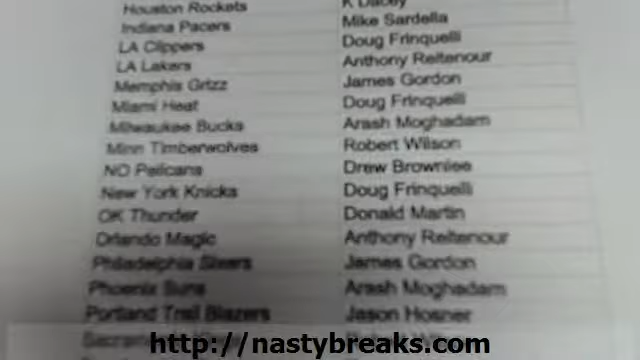 Houston Rockets K Dacey
Indiana Pacers Mike Sardella
LA Clippers Doug Frinquelli
LA Lakers Anthony Reitenour
Memphis Grizz James Gordon
Miami Heat Doug Frinquelli
Milwaukee Bucks Arash Moghadam
Minn Timberwolves Robert Wilson
NO Pelicans Drew Brownlee
New York Knicks Doug Frinquelli
OK Thunder Donald Martin
Orlando Magic Anthony Reitenour
Philadelphia Sixers James Gordon
Phoenix Suns Arash Moghadam
Portland Trail Blazers Jason Hosner
http://nastybreaks.com